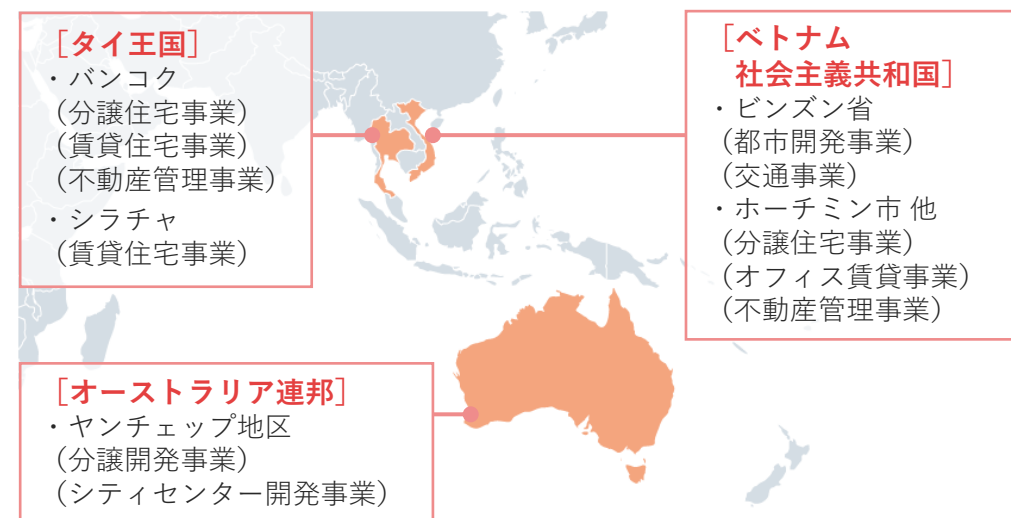 ［タイ王国］
・バンコク
（分譲住宅事業）
（賃貸住宅事業）
（不動産管理事業）
・シラチャ
（賃貸住宅事業）
［ベトナム
社会主義共和国］
・ビンズン省
（都市開発事業）
（交通事業）
・ホーチミン市 他
（分譲住宅事業）
（オフィス賃貸事業）
（不動産管理事業）
［オーストラリア連邦］
・ヤンチェップ地区
（分譲開発事業）
（シティセンター開発事業）